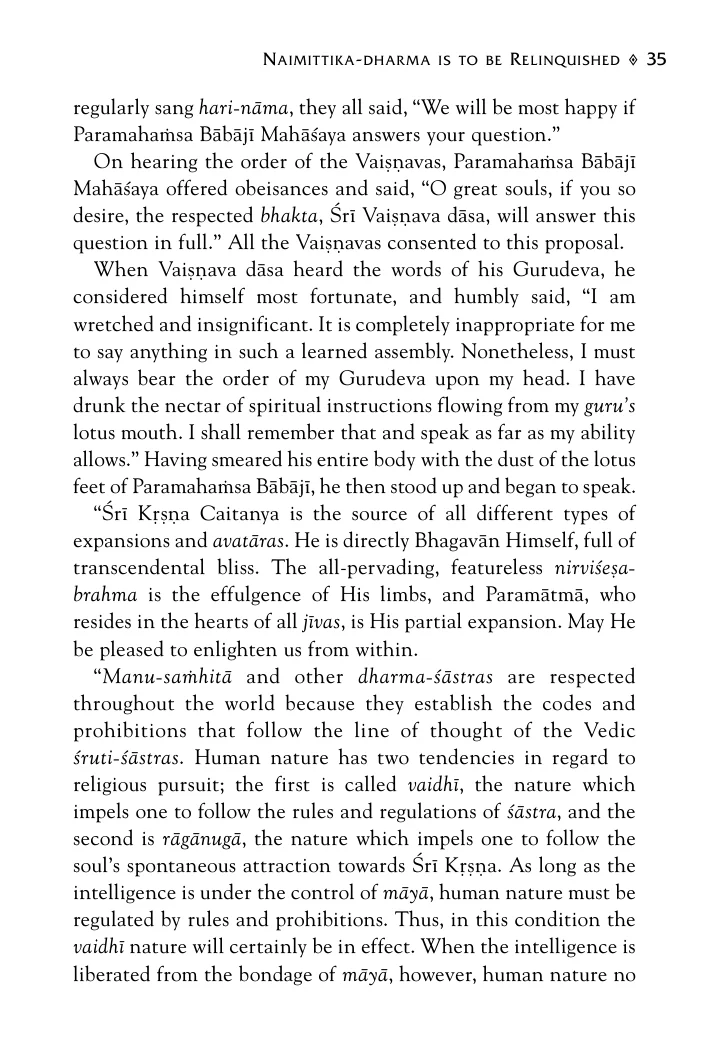 Naimittika-dharma is to be Relinquished ◈ 35
regularly sang hari-nāma, they all said, “We will be most happy if
Paramahaṁsa Bābājī Mahāśaya answers your question.”
On hearing the order of the Vaiṣṇavas, Paramahaṁsa Bābājī
Mahāśaya offered obeisances and said, “O great souls, if you so
desire, the respected bhakta, Śrī Vaiṣṇava dāsa, will answer this
question in full.” All the Vaiṣṇavas consented to this proposal.
When Vaiṣṇava dāsa heard the words of his Gurudeva, he
considered himself most fortunate, and humbly said, “I am
wretched and insignificant. It is completely inappropriate for me
to say anything in such a learned assembly. Nonetheless, I must
always bear the order of my Gurudeva upon my head. I have
drunk the nectar of spiritual instructions flowing from my guru’s
lotus mouth. I shall remember that and speak as far as my ability
allows.” Having smeared his entire body with the dust of the lotus
feet of Paramahaṁsa Bābājī, he then stood up and began to speak.
“Śrī Kṛṣṇa Caitanya is the source of all different types of
expansions and avatāras. He is directly Bhagavān Himself, full of
transcendental bliss. The all-pervading, featureless nirviśeṣa-
brahma is the effulgence of His limbs, and Paramātmā, who
resides in the hearts of all jīvas, is His partial expansion. May He
be pleased to enlighten us from within.
“Manu-saṁhitā and other dharma-śāstras are respected
throughout the world because they establish the codes and
prohibitions that follow the line of thought of the Vedic
śruti-śāstras. Human nature has two tendencies in regard to
religious pursuit; the first is called vaidhī, the nature which
impels one to follow the rules and regulations of śāstra, and the
second is rāgānugā, the nature which impels one to follow the
soul’s spontaneous attraction towards Śrī Kṛṣṇa. As long as the
intelligence is under the control of māyā, human nature must be
regulated by rules and prohibitions. Thus, in this condition the
vaidhī nature will certainly be in effect. When the intelligence is
liberated from the bondage of māyā, however, human nature no